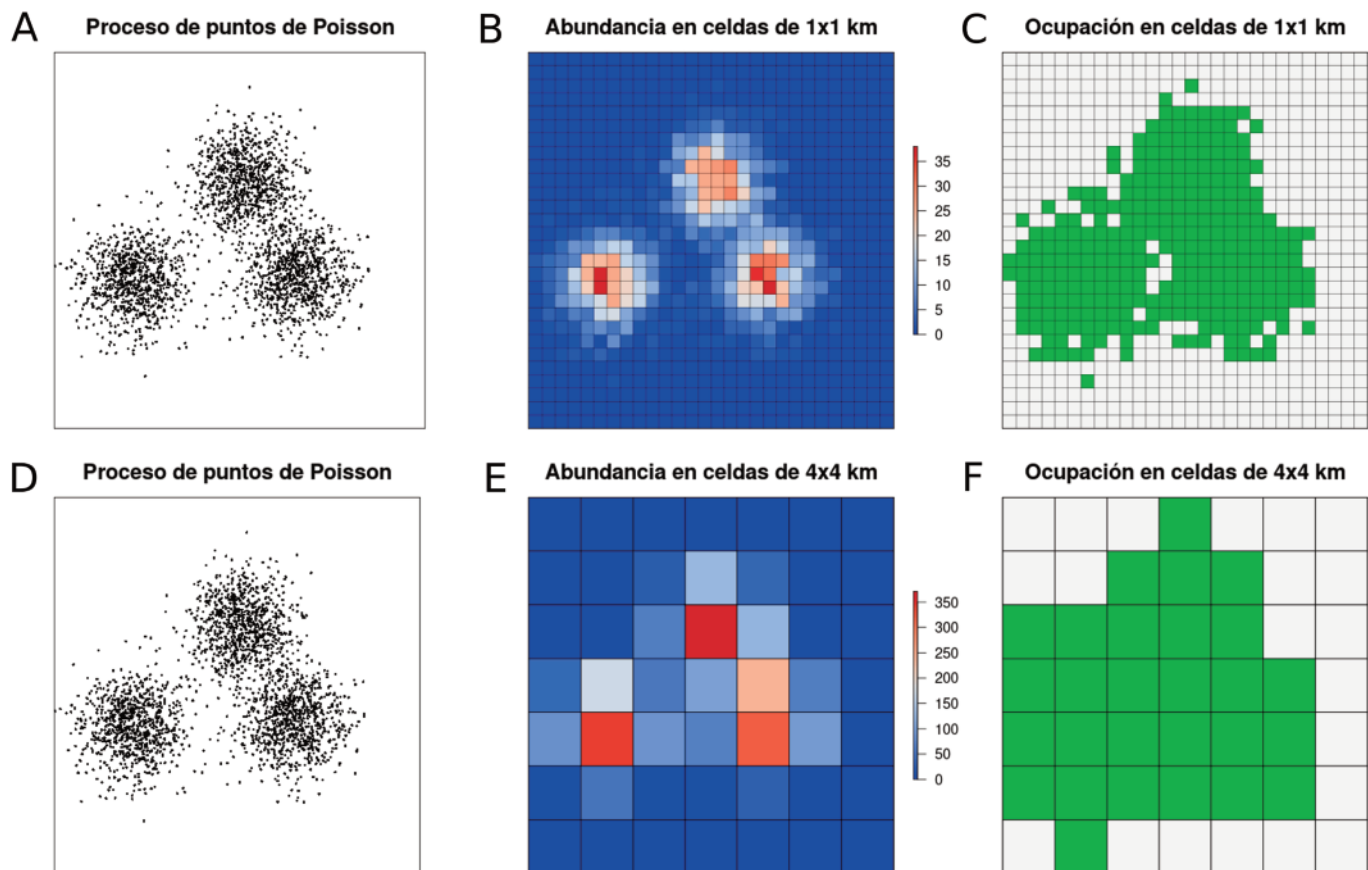 A
Proceso de puntos de Poisson
B
Abundancia en celdas de 1x1 km
C
Ocupación en celdas de 1x1 km
35
30
25
20
15
10
5
0
D
Proceso de puntos de Poisson
E
Abundancia en celdas de 4x4 km
F
Ocupación en celdas de 4x4 km
350
300
250
200
150
100
50
0